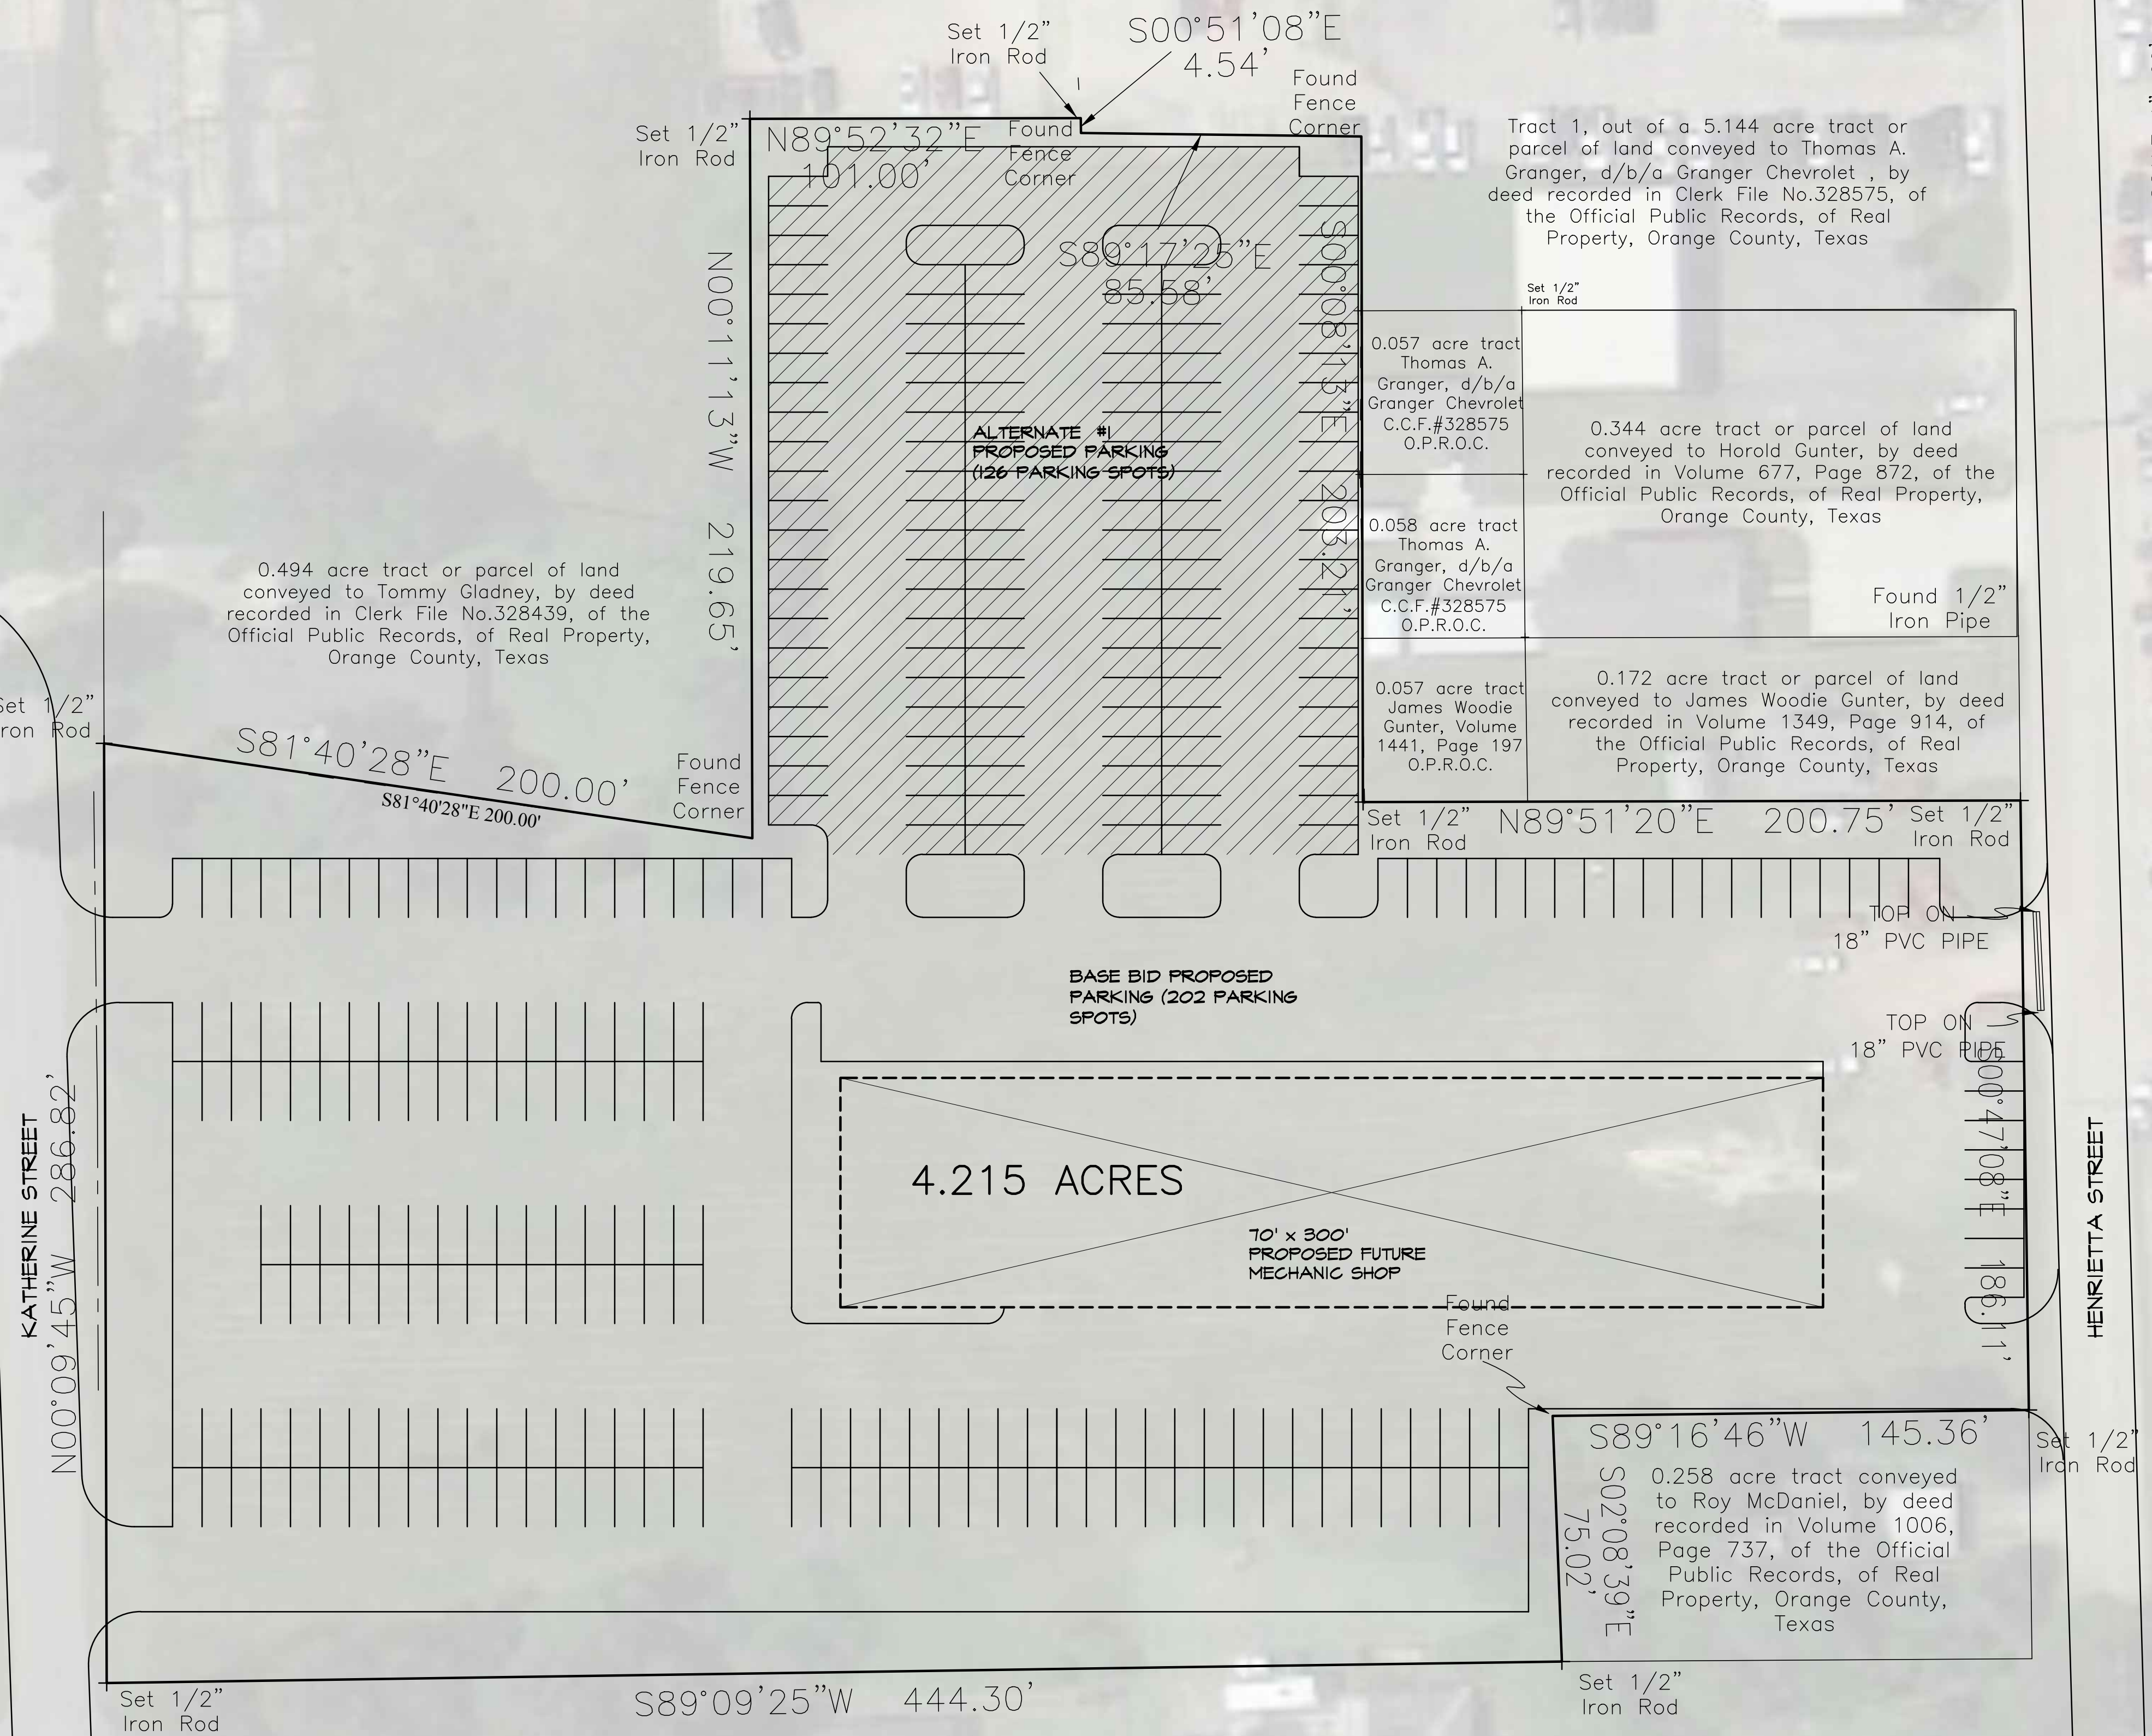 Set 1/2"
Iron Rod
S00°51'08"E
4.54'
Found
Fence
Corner
Set 1/2"
Iron Rod
N89°52'32"E
101.00'
Found
Fence
Corner
Tract 1, out of a 5.144 acre tract or
parcel of land conveyed to Thomas A.
Granger, d/b/a Granger Chevrolet , by
deed recorded in Clerk File No.328575, of
the Official Public Records, of Real
Property, Orange County, Texas
S89°17'25"E
85.58'
N00°11'13"W 219.65'
S00°08'13"E 203.21'
Set 1/2"
Iron Rod
0.057 acre tract
Thomas A.
Granger, d/b/a
Granger Chevrolet
C.C.F.#328575
O.P.R.O.C.
0.344 acre tract or parcel of land
conveyed to Horold Gunter, by deed
recorded in Volume 677, Page 872, of the
Official Public Records, of Real Property,
Orange County, Texas
ALTERNATE #1
PROPOSED PARKING
(126 PARKING SPOTS)
0.058 acre tract
Thomas A.
Granger, d/b/a
Granger Chevrolet
C.C.F.#328575
O.P.R.O.C.
Found 1/2"
Iron Pipe
0.494 acre tract or parcel of land
conveyed to Tommy Gladney, by deed
recorded in Clerk File No.328439, of the
Official Public Records, of Real Property,
Orange County, Texas
0.057 acre tract
James Woodie
Gunter, Volume
1441, Page 197
O.P.R.O.C.
0.172 acre tract or parcel of land
conveyed to James Woodie Gunter, by deed
recorded in Volume 1349, Page 914, of
the Official Public Records, of Real
Property, Orange County, Texas
Set 1/2"
Iron Rod
S81°40'28"E 200.00'
S81°40'28"E 200.00'
Found
Fence
Corner
Set 1/2"
Iron Rod
N89°51'20"E 200.75'
Set 1/2"
Iron Rod
TOP ON
18" PVC PIPE
BASE BID PROPOSED
PARKING (202 PARKING
SPOTS)
TOP ON
18" PVC PIPE
S00°47'08"E 186.11'
KATHERINE STREET
N00°09'45"W 286.82'
4.215 ACRES
70' x 300'
PROPOSED FUTURE
MECHANIC SHOP
HENRIETTA STREET
Found
Fence
Corner
S89°16'46"W 145.36'
Set 1/2"
Iron Rod
S02°08'39"E
75.02'
0.258 acre tract conveyed
to Roy McDaniel, by deed
recorded in Volume 1006,
Page 737, of the Official
Public Records, of Real
Property, Orange County,
Texas
Set 1/2"
Iron Rod
S89°09'25"W 444.30'
Set 1/2"
Iron Rod